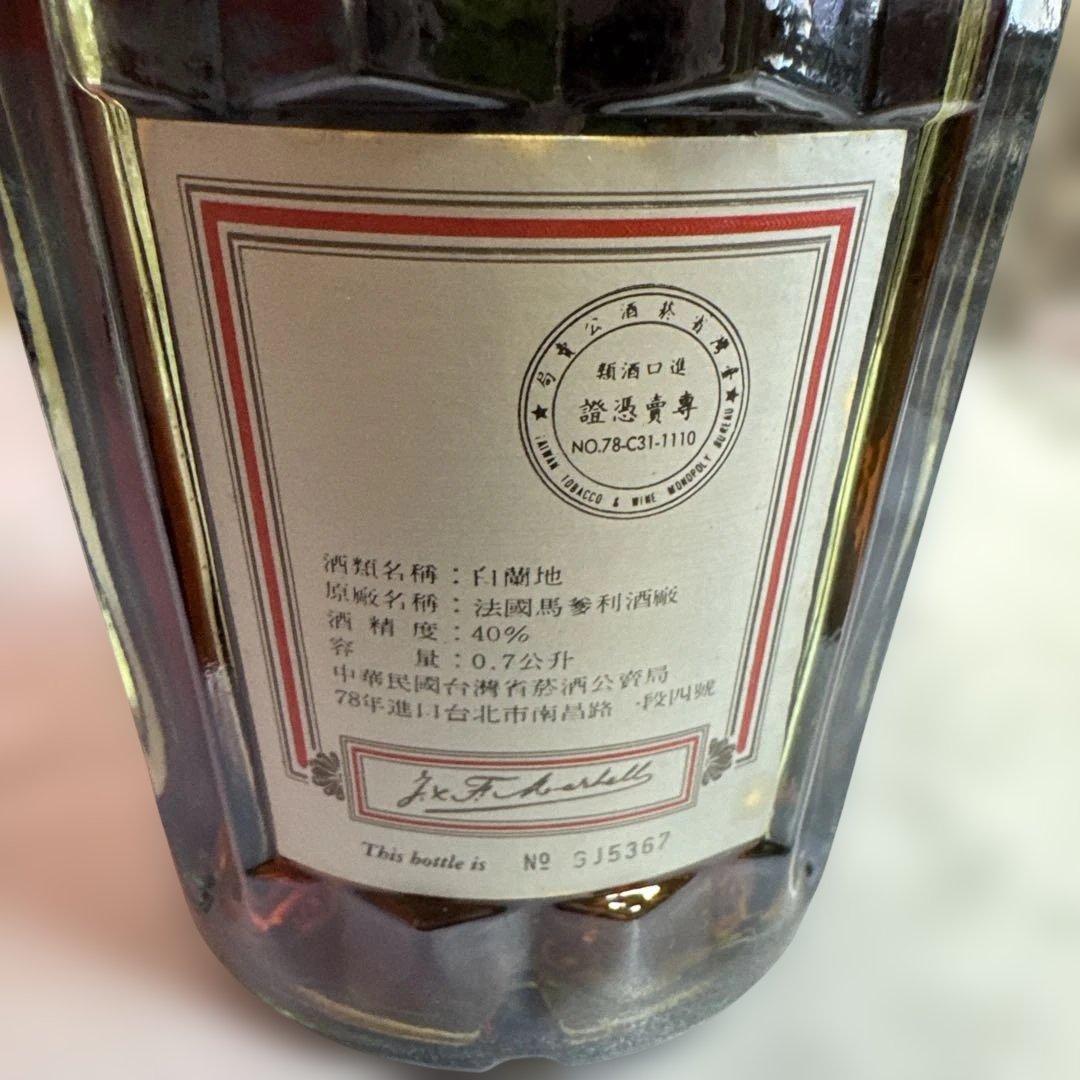 局賣公酒菸省灣臺
類酒口進
證憑賣專
NO.78-C31-1110
TAIWAN TOBACCO & WINE MONOPOLY BUREAU
酒類名稱：白蘭地
原廠名稱：法國馬爹利酒廠
酒精度：40%
容量：0.7公升
中華民國台灣省菸酒公賣局
78年進口台北市南昌路一段四號
J. & F. Martell
This bottle is Nº SJ5367